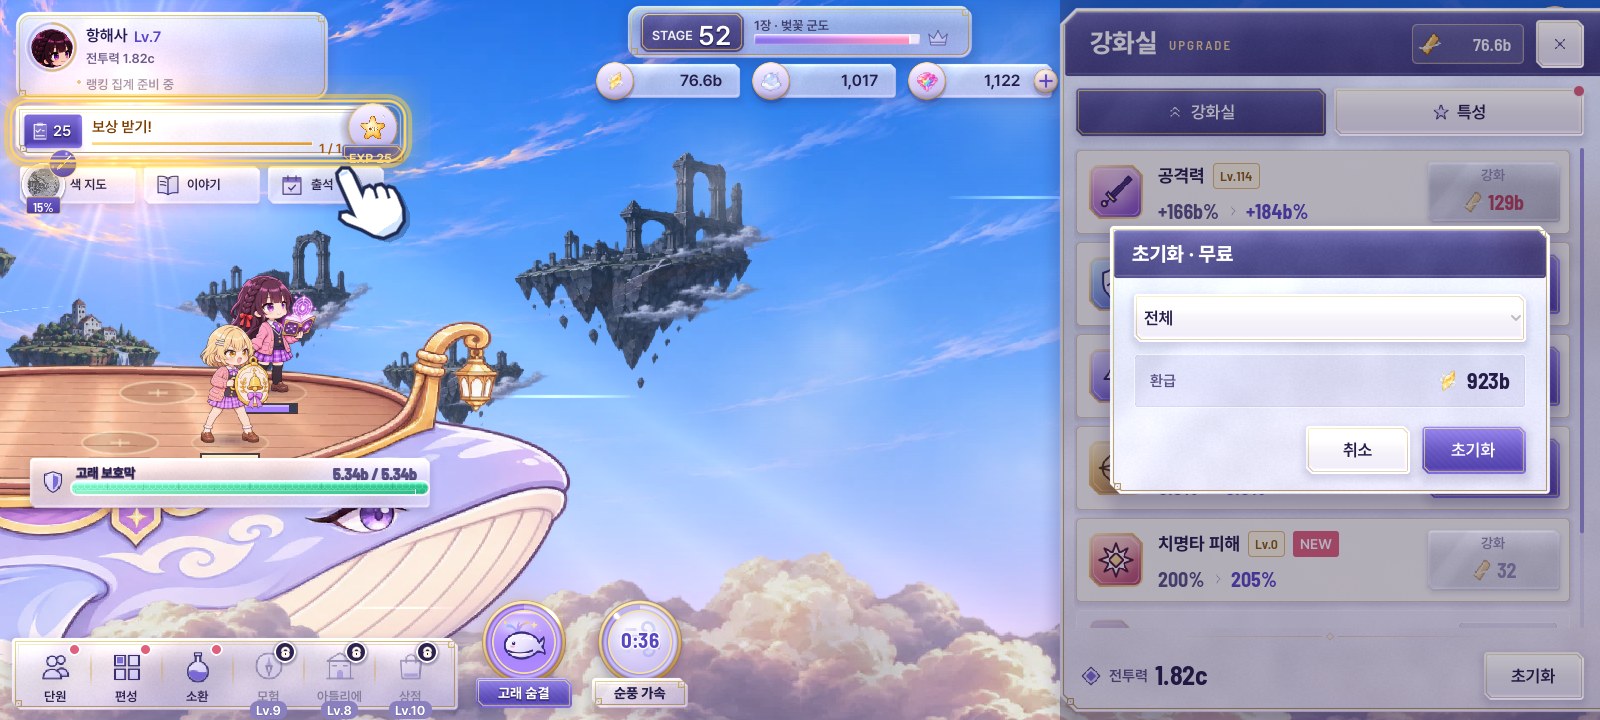 항해사 Lv.7
전투력 1.82c
랭킹 집계 준비 중
25
보상 받기!
1 / 1
EXP 25
색 지도
15%
이야기
출석
STAGE 52
1장 · 벚꽃 군도
76.6b
1,017
1,122
고래 보호막
5.34b / 5.34b
단원
편성
소환
모험
Lv.9
아틀리에
Lv.8
상점
Lv.10
고래 숨결
0:36
순풍 가속
강화실 UPGRADE
76.6b
강화실
특성
공격력 Lv.114
+166b% > +184b%
강화
129b
초기화 · 무료
전체
환급
923b
취소
초기화
치명타 피해 Lv.0 NEW
200% > 205%
강화
32
전투력 1.82c
초기화